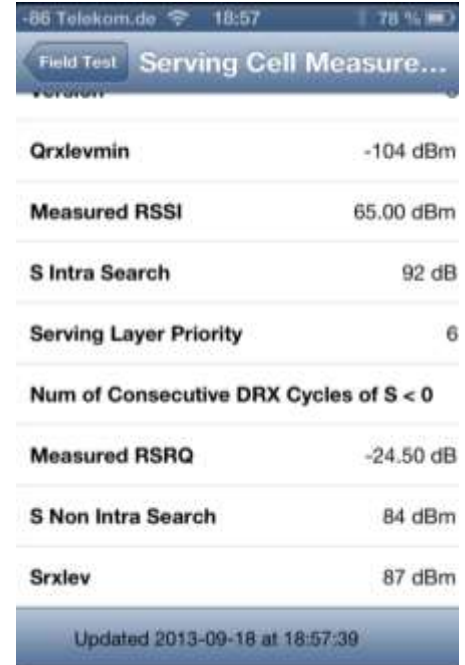 -86 Telekom.de 18:57 78 %
Field Test Serving Cell Measure...
Version
Qrxlevmin -104 dBm
Measured RSSI 65.00 dBm
S Intra Search 92 dB
Serving Layer Priority 6
Num of Consecutive DRX Cycles of S < 0
Measured RSRQ -24.50 dB
S Non Intra Search 84 dBm
Srxlev 87 dBm
Updated 2013-09-18 at 18:57:39